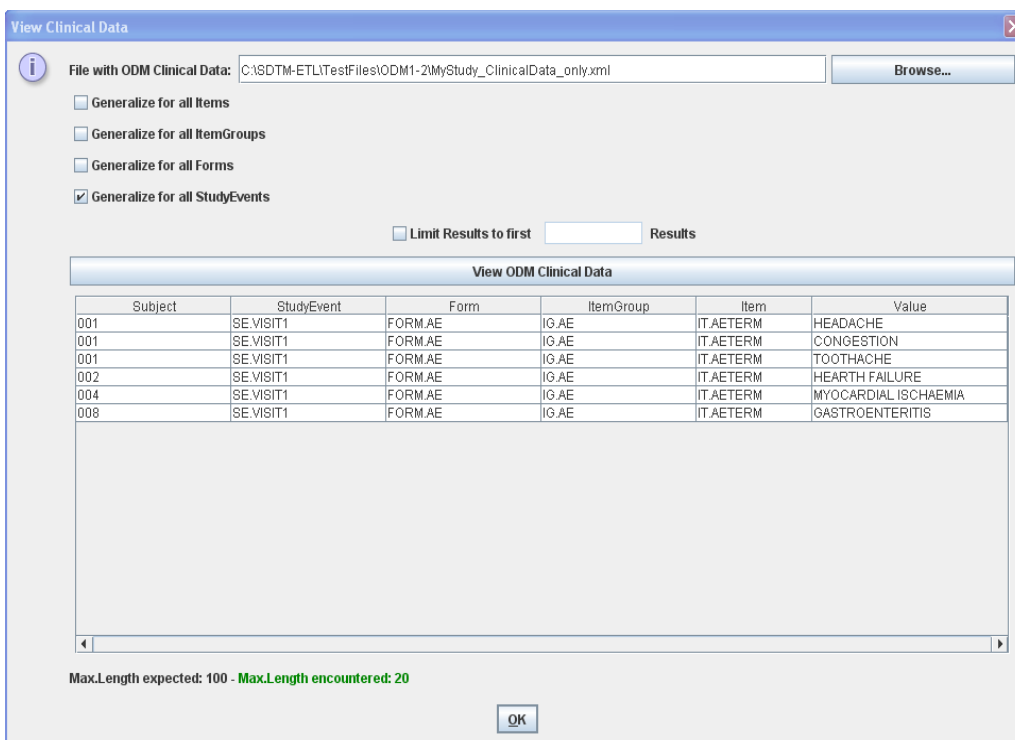 View Clinical Data
File with ODM Clinical Data: C:\SDTM-ETL\TestFiles\ODM1-2\MyStudy_ClinicalData_only.xml Browse...
Generalize for all Items
Generalize for all ItemGroups
Generalize for all Forms
Generalize for all StudyEvents
Limit Results to first Results
View ODM Clinical Data
Subject StudyEvent Form ItemGroup Item Value
001 SE.VISIT1 FORM.AE IG.AE IT.AETERM HEADACHE
001 SE.VISIT1 FORM.AE IG.AE IT.AETERM CONGESTION
001 SE.VISIT1 FORM.AE IG.AE IT.AETERM TOOTHACHE
002 SE.VISIT1 FORM.AE IG.AE IT.AETERM HEARTH FAILURE
004 SE.VISIT1 FORM.AE IG.AE IT.AETERM MYOCARDIAL ISCHAEMIA
008 SE.VISIT1 FORM.AE IG.AE IT.AETERM GASTROENTERITIS
Max.Length expected: 100 - Max.Length encountered: 20
OK